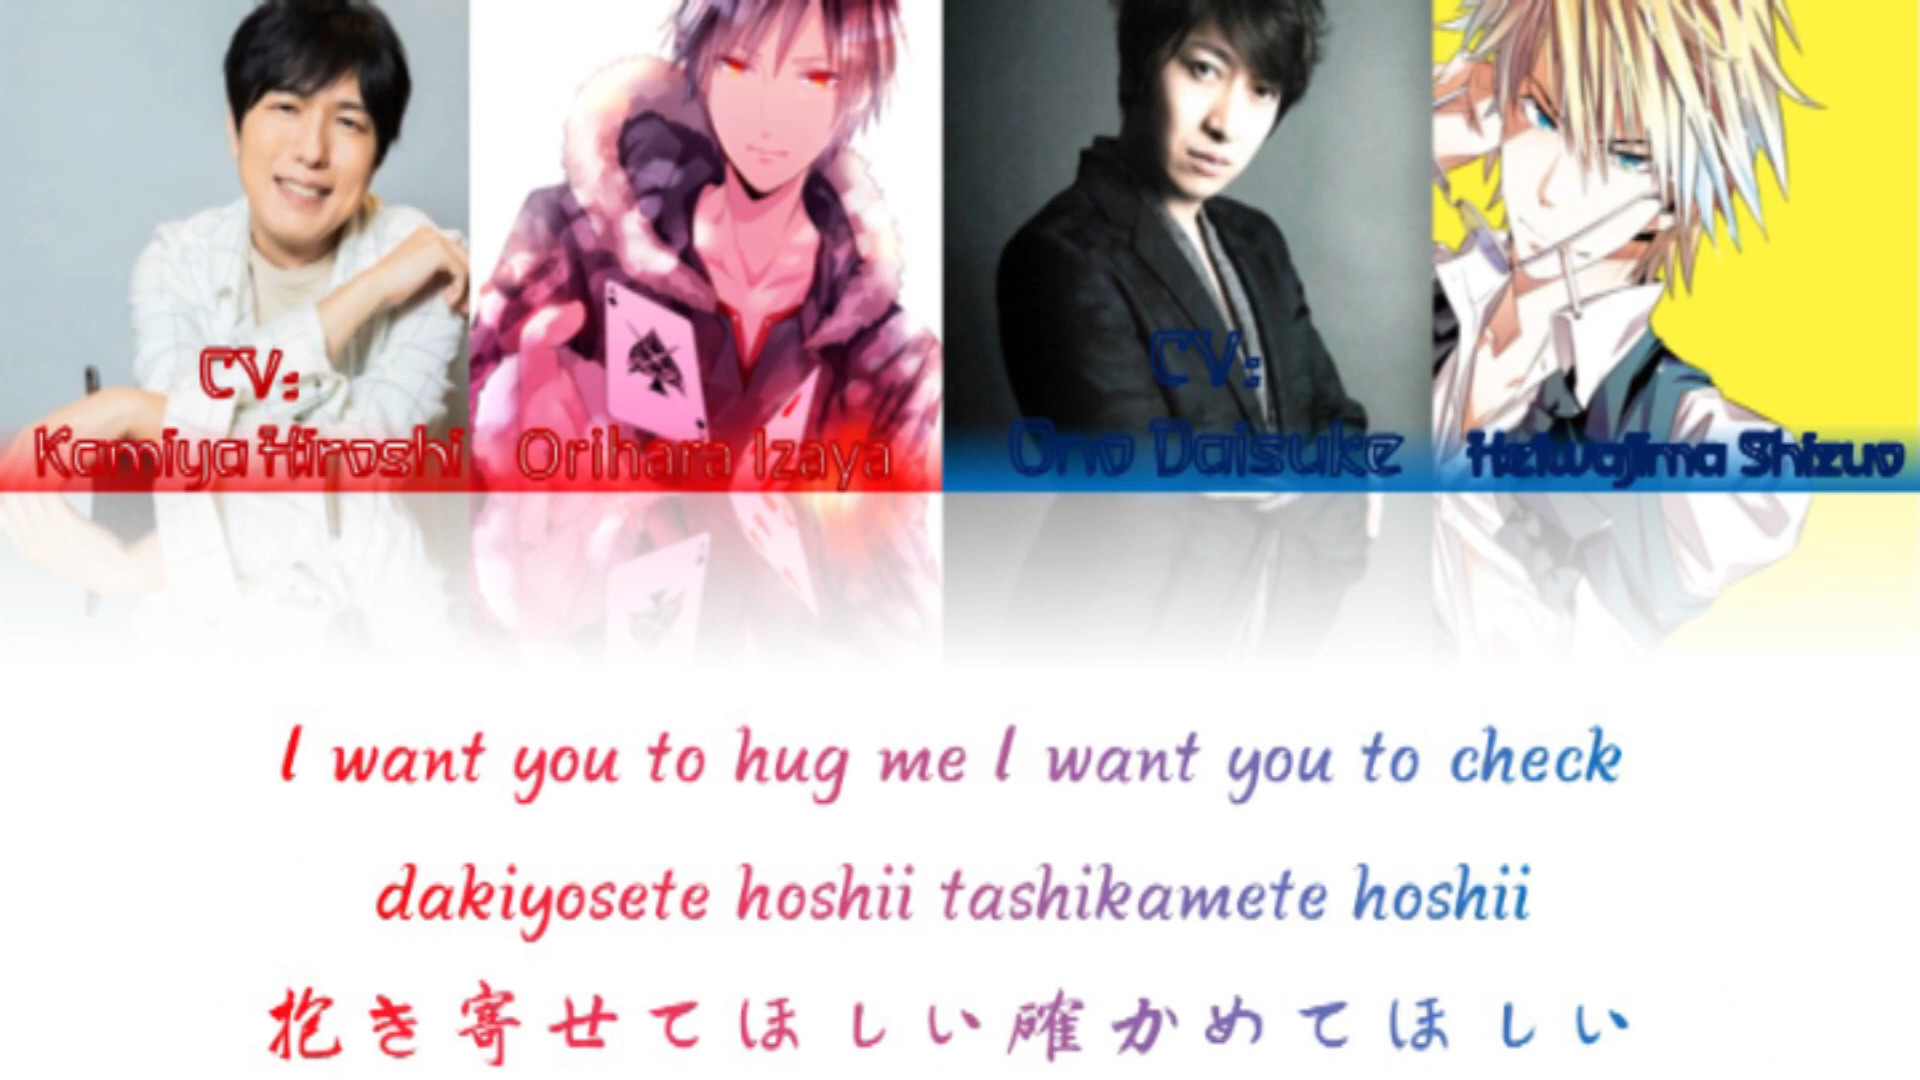 CV:
Kamiya Hiroshi
Orihara Izaya
CV:
Ono Daisuke
Heiwajima Shizuo
I want you to hug me I want you to check
dakiyosete hoshii tashikamete hoshii
抱き寄せてほしい確かめてほしい